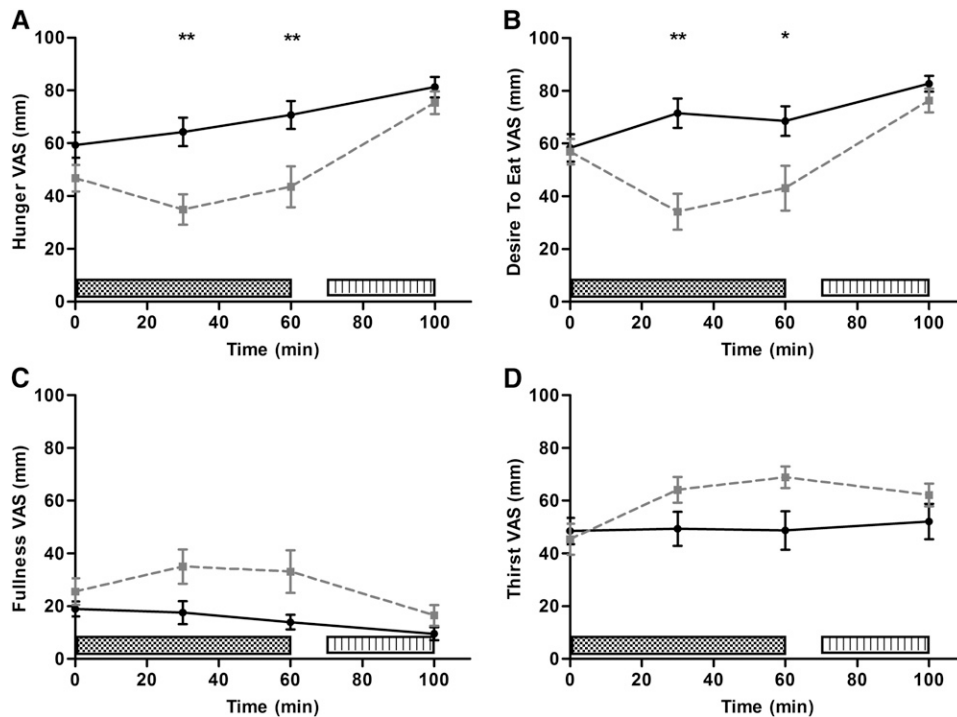 A
** **
Hunger VAS (mm)
100
80
60
40
20
0
0 20 40 60 80 100
Time (min)
B
** *
Desire To Eat VAS (mm)
100
80
60
40
20
0
0 20 40 60 80 100
Time (min)
C
Fullness VAS (mm)
100
80
60
40
20
0
0 20 40 60 80 100
Time (min)
D
Thirst VAS (mm)
100
80
60
40
20
0
0 20 40 60 80 100
Time (min)